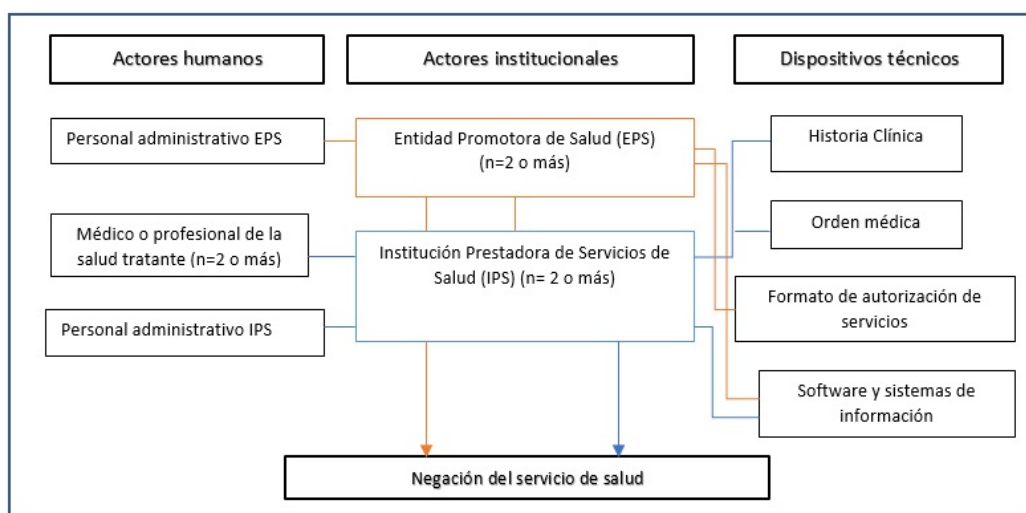 Actores humanos
Actores institucionales
Dispositivos técnicos
Personal administrativo EPS
Entidad Promotora de Salud (EPS)
(n=2 o más)
Historia Clínica
Médico o profesional de la
salud tratante (n=2 o más)
Institución Prestadora de Servicios de
Salud (IPS) (n= 2 o más)
Orden médica
Personal administrativo IPS
Formato de autorización de
servicios
Software y sistemas de
información
Negación del servicio de salud